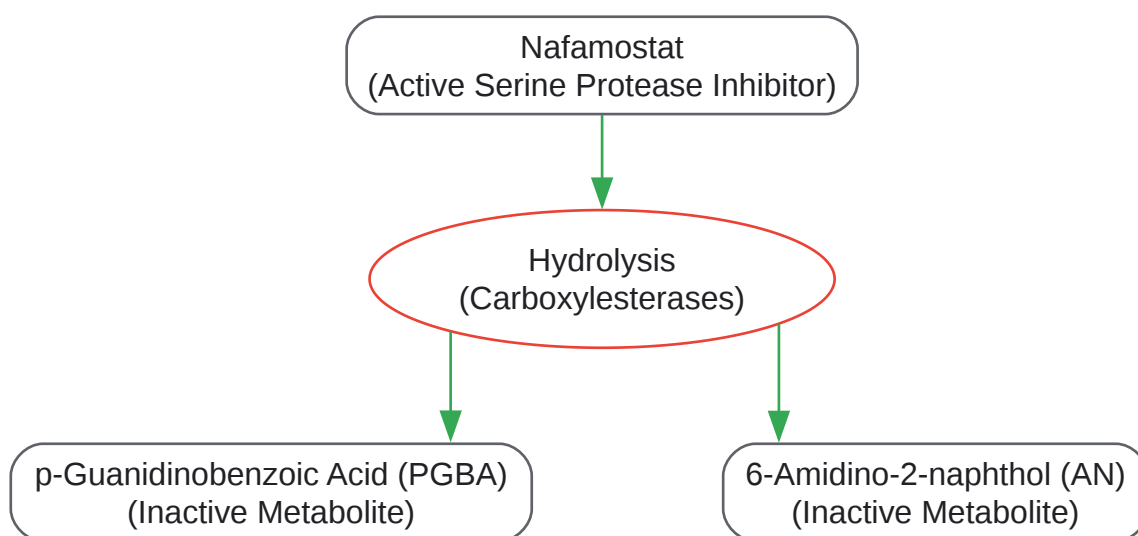 Nafamostat
(Active Serine Protease Inhibitor)
Hydrolysis
(Carboxylesterases)
p-Guanidinobenzoic Acid (PGBA)
(Inactive Metabolite)
6-Amidino-2-naphthol (AN)
(Inactive Metabolite)